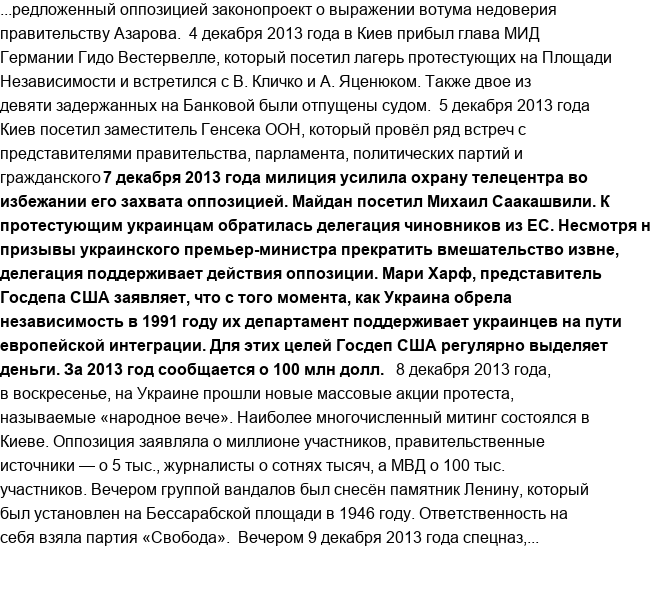 ...редложенный оппозицией законопроект о выражении вотума недоверия
правительству Азарова.  4 декабря 2013 года в Киев прибыл глава МИД
Германии Гидо Вестервелле, который посетил лагерь протестующих на Площади
Независимости и встретился с В. Кличко и А. Яценюком. Также двое из
девяти задержанных на Банковой были отпущены судом.  5 декабря 2013 года
Киев посетил заместитель Генсека ООН, который провёл ряд встреч с
представителями правительства, парламента, политических партий и
гражданского 7 декабря 2013 года милиция усилила охрану телецентра во
избежании его захвата оппозицией. Майдан посетил Михаил Саакашвили. К
протестующим украинцам обратилась делегация чиновников из ЕС. Несмотря н
призывы украинского премьер-министра прекратить вмешательство извне,
делегация поддерживает действия оппозиции. Мари Харф, представитель
Госдепа США заявляет, что с того момента, как Украина обрела
независимость в 1991 году их департамент поддерживает украинцев на пути
европейской интеграции. Для этих целей Госдеп США регулярно выделяет
деньги. За 2013 год сообщается о 100 млн долл.   8 декабря 2013 года,
в воскресенье, на Украине прошли новые массовые акции протеста,
называемые «народное вече». Наиболее многочисленный митинг состоялся в
Киеве. Оппозиция заявляла о миллионе участников, правительственные
источники — о 5 тыс., журналисты о сотнях тысяч, а МВД о 100 тыс.
участников. Вечером группой вандалов был снесён памятник Ленину, который
был установлен на Бессарабской площади в 1946 году. Ответственность на
себя взяла партия «Свобода».  Вечером 9 декабря 2013 года спецназ,...